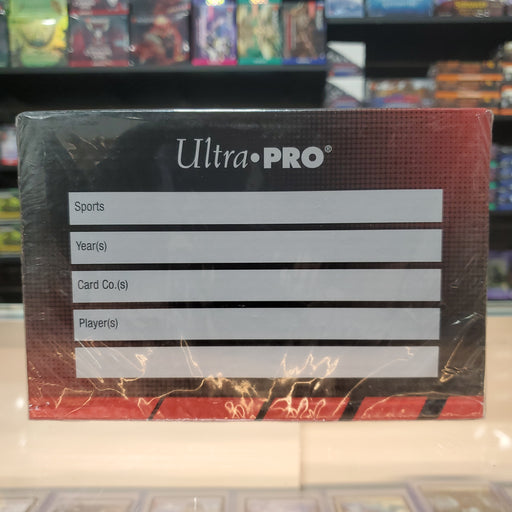 Ultra•PRO®
Sports
Year(s)
Card Co.(s)
Player(s)